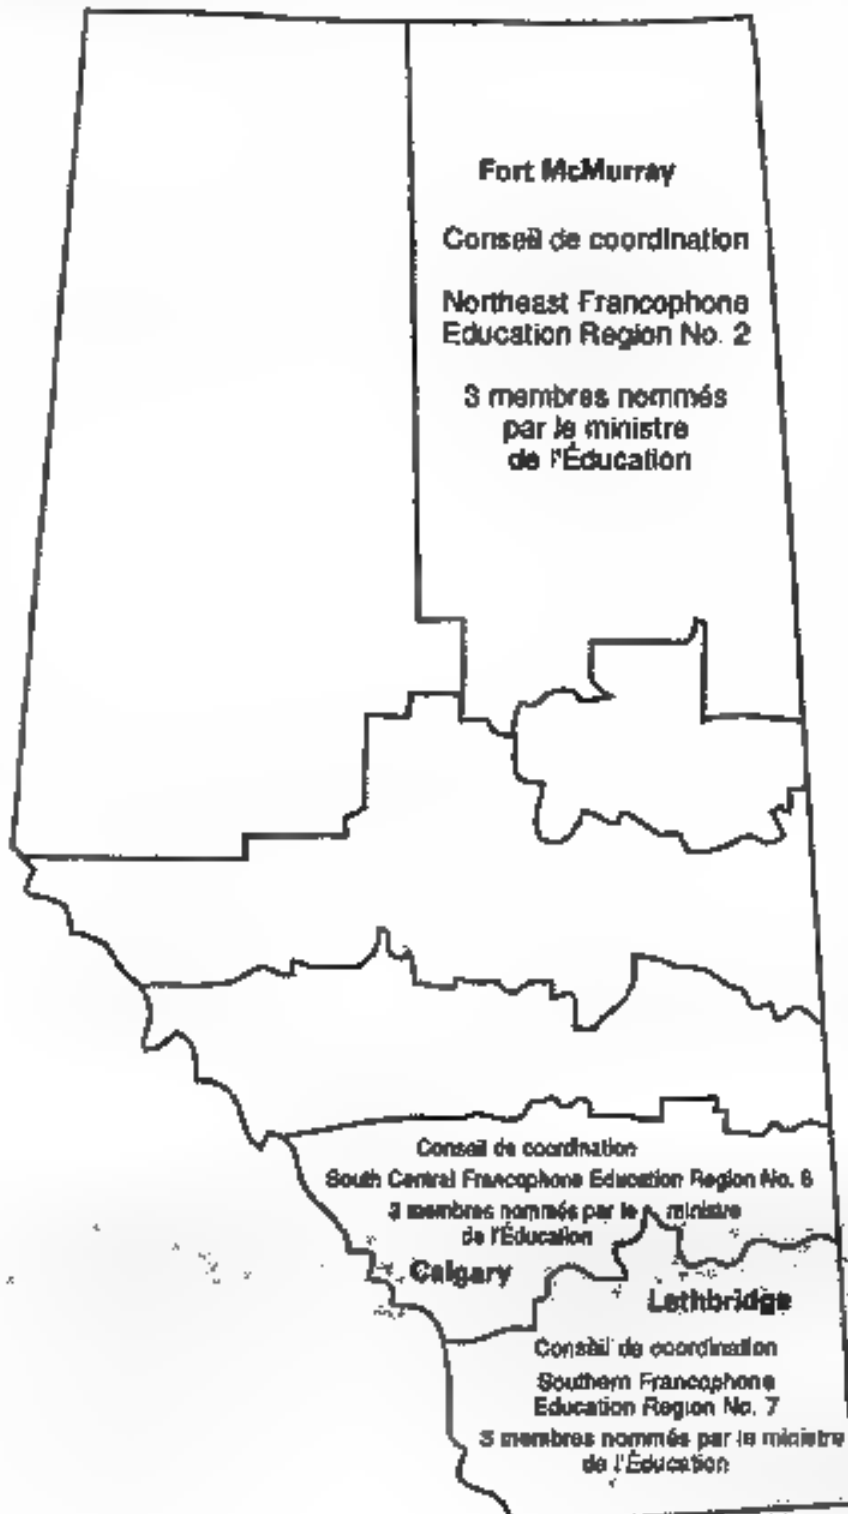 Fort McMurray
Conseil de coordination
Northeast Francophone
Education Region No. 2
3 membres nommés
par le ministre
de l'Éducation
Conseil de coordination
South Central Francophone Education Region No. 6
3 membres nommés par le ministre
de l'Éducation
Calgary
Lethbridge
Conseil de coordination
Southern Francophone
Education Region No. 7
3 membres nommés par le ministre
de l'Éducation